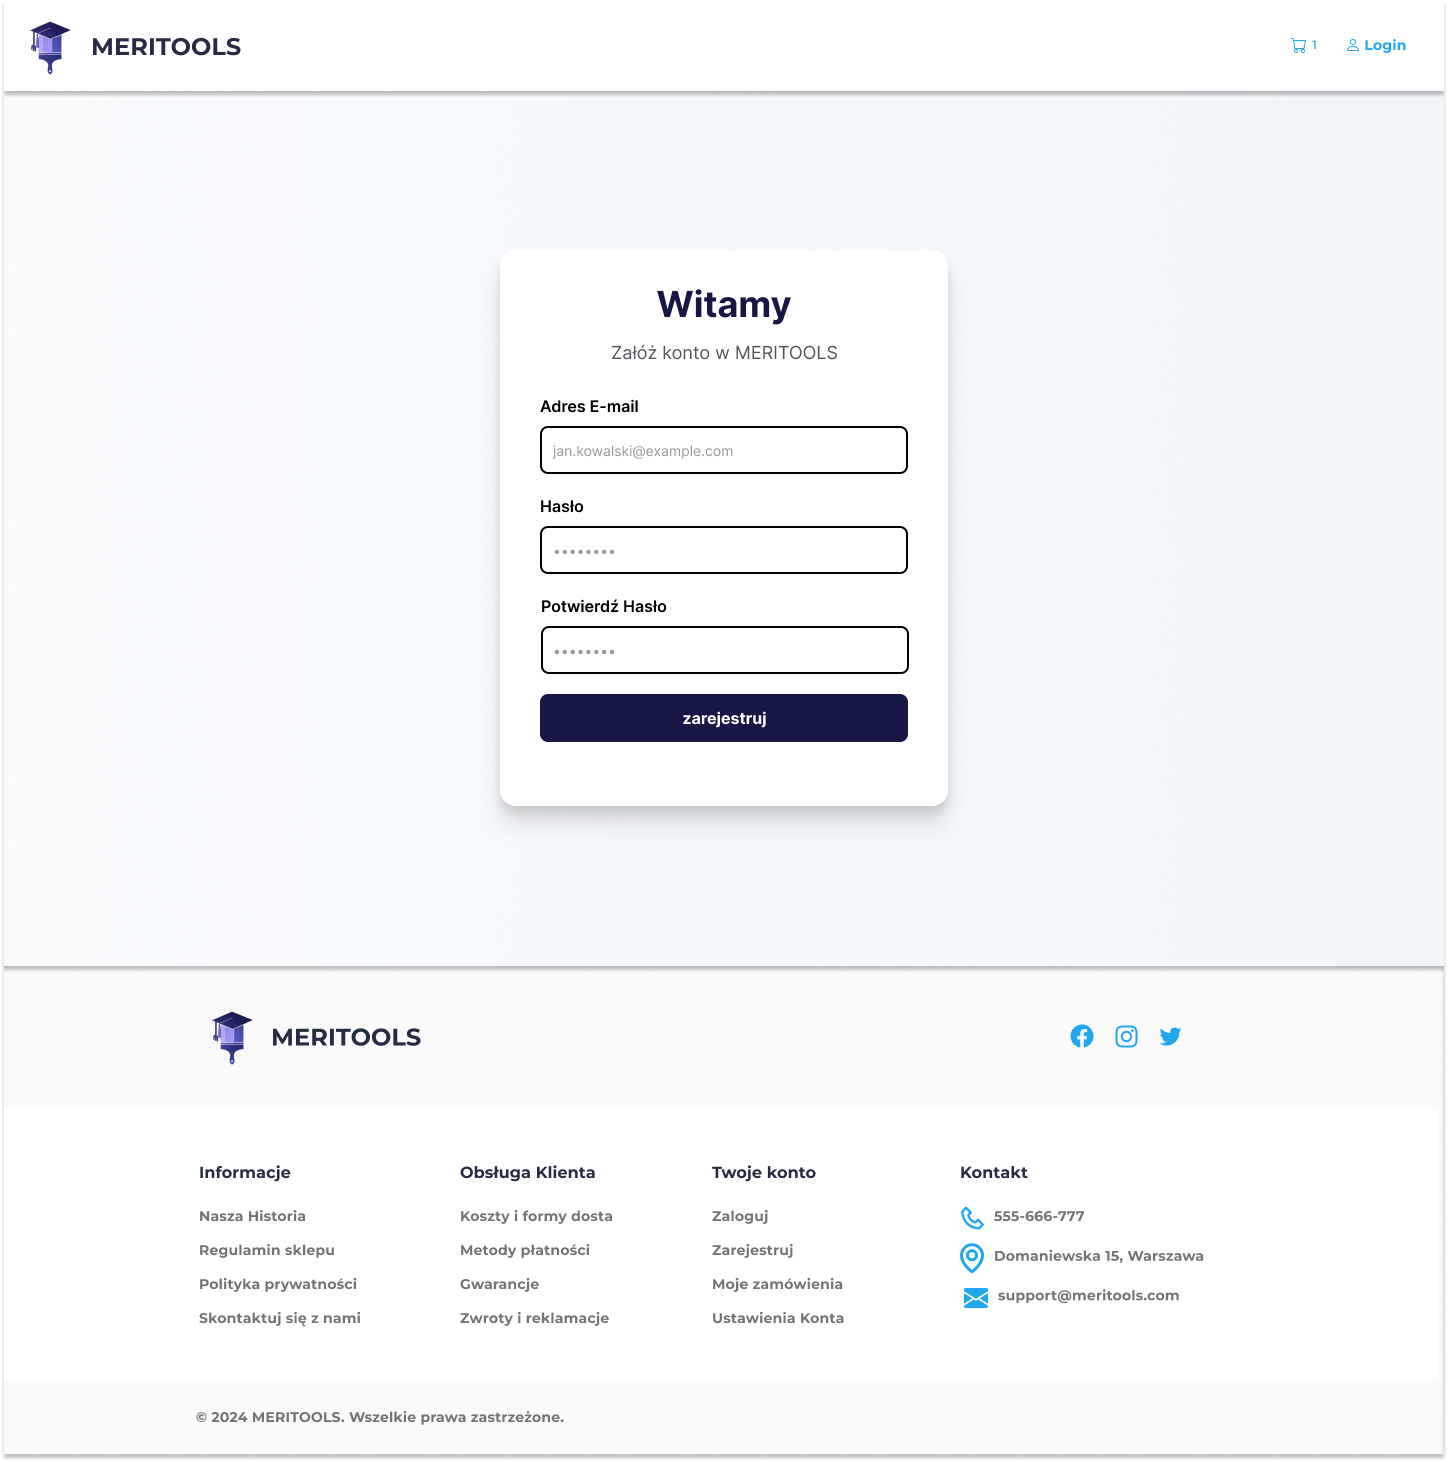 MERITOOLS
1
Login
Witamy
Załóż konto w MERITOOLS
Adres E-mail
jan.kowalski@example.com
Hasło
••••••••
Potwierdź Hasło
••••••••
zarejestruj
MERITOOLS
Informacje
Nasza Historia
Regulamin sklepu
Polityka prywatności
Skontaktuj się z nami
Obsługa Klienta
Koszty i formy dosta
Metody płatności
Gwarancje
Zwroty i reklamacje
Twoje konto
Zaloguj
Zarejestruj
Moje zamówienia
Ustawienia Konta
Kontakt
555-666-777
Domaniewska 15, Warszawa
support@meritools.com
© 2024 MERITOOLS. Wszelkie prawa zastrzeżone.